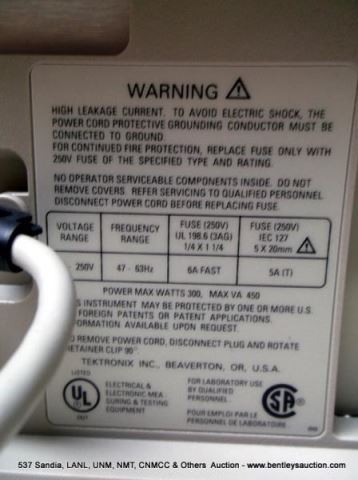 WARNING
HIGH LEAKAGE CURRENT. TO AVOID ELECTRIC SHOCK, THE
POWER CORD PROTECTIVE GROUNDING CONDUCTOR MUST BE
CONNECTED TO GROUND.
FOR CONTINUED FIRE PROTECTION, REPLACE FUSE ONLY WITH
250V FUSE OF THE SPECIFIED TYPE AND RATING.
NO OPERATOR SERVICEABLE COMPONENTS INSIDE. DO NOT
REMOVE COVERS. REFER SERVICING TO QUALIFIED PERSONNEL.
DISCONNECT POWER CORD BEFORE REPLACING FUSE.
VOLTAGE RANGE
FREQUENCY RANGE
FUSE (250V) UL 198.6 (3AG) 1/4 X 1 1/4
FUSE (250V) IEC 127 5 X 20mm
250V
47 - 63Hz
6A FAST
5A (T)
POWER MAX WATTS 300, MAX VA 450
INSTRUMENT MAY BE PROTECTED BY ONE OR MORE U.S.
FOREIGN PATENTS OR PATENT APPLICATIONS.
AVAILABLE UPON REQUEST.
REMOVE POWER CORD, DISCONNECT PLUG AND ROTATE
CLIP 90°
TEKTRONIX INC., BEAVERTON, OR, U.S.A.
LISTED
UL
ELECTRICAL &
ELECTRONIC MEA
SURING & TESTING
EQUIPMENT
FOR LABORATORY USE
BY QUALIFIED
PERSONNEL.
POUR EMPLOI PAR LE
PERSONNEL DE LABORATOIRE.
SA
537 Sandia, LANL, UNM, NMT, CNMCC & Others Auction - www.bentleysauction.com